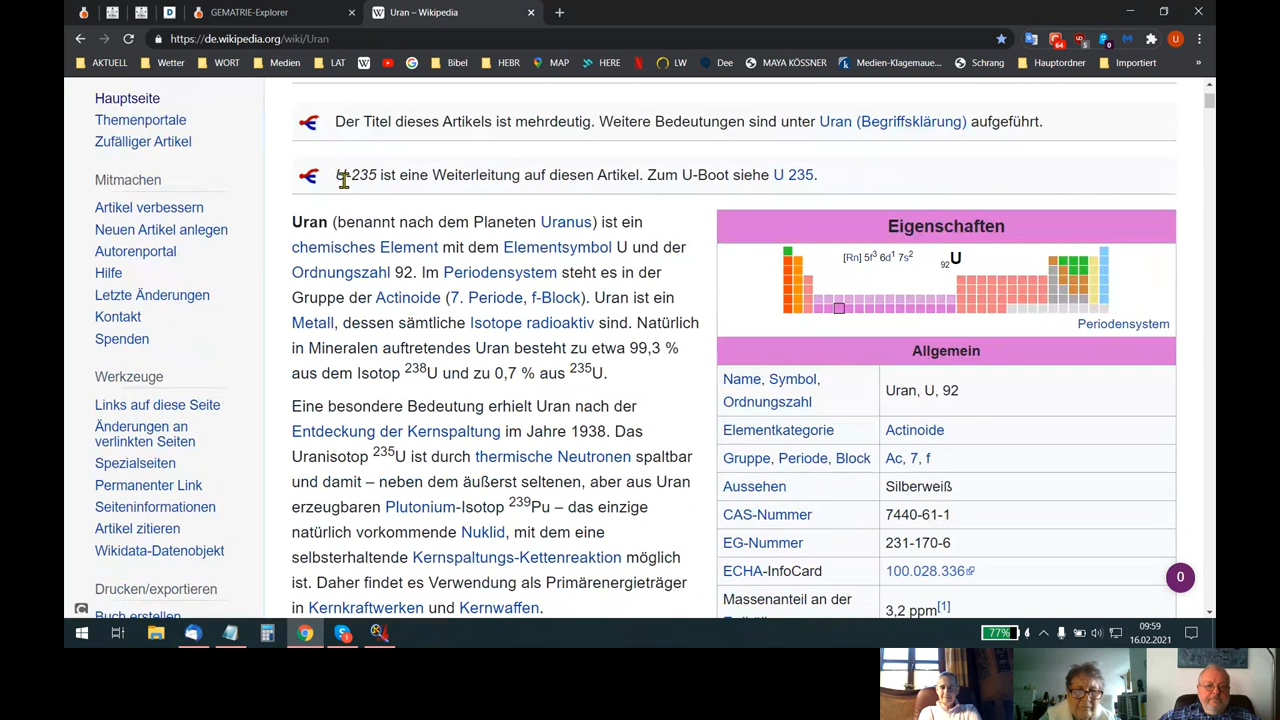 GEMATRIE-Explorer
Uran – Wikipedia
https://de.wikipedia.org/wiki/Uran
64
5
0
U
AKTUELL Wetter WORT Medien LAT Bibel HEBR MAP HERE LW Dee MAYA KÖSSNER Medien-Klagemaue... Schrang Hauptordner Importiert »
Hauptseite
Themenportale
Zufälliger Artikel
Mitmachen
Artikel verbessern
Neuen Artikel anlegen
Autorenportal
Hilfe
Letzte Änderungen
Kontakt
Spenden
Werkzeuge
Links auf diese Seite
Änderungen an
verlinkten Seiten
Spezialseiten
Permanenter Link
Seiteninformationen
Artikel zitieren
Wikidata-Datenobjekt
Drucken/exportieren
Buch erstellen
Der Titel dieses Artikels ist mehrdeutig. Weitere Bedeutungen sind unter Uran (Begriffsklärung) aufgeführt.
U-235 ist eine Weiterleitung auf diesen Artikel. Zum U-Boot siehe U 235.
Uran (benannt nach dem Planeten Uranus) ist ein
chemisches Element mit dem Elementsymbol U und der
Ordnungszahl 92. Im Periodensystem steht es in der
Gruppe der Actinoide (7. Periode, f-Block). Uran ist ein
Metall, dessen sämtliche Isotope radioaktiv sind. Natürlich
in Mineralen auftretendes Uran besteht zu etwa 99,3 %
aus dem Isotop ²³⁸U und zu 0,7 % aus ²³⁵U.
Eine besondere Bedeutung erhielt Uran nach der
Entdeckung der Kernspaltung im Jahre 1938. Das
Uranisotop ²³⁵U ist durch thermische Neutronen spaltbar
und damit – neben dem äußerst seltenen, aber aus Uran
erzeugbaren Plutonium-Isotop ²³⁹Pu – das einzige
natürlich vorkommende Nuklid, mit dem eine
selbsterhaltende Kernspaltungs-Kettenreaktion möglich
ist. Daher findet es Verwendung als Primärenergieträger
in Kernkraftwerken und Kernwaffen.
Eigenschaften
[Rn] 5f³ 6d¹ 7s² ₉₂U
Periodensystem
Allgemein
Name, Symbol,
Ordnungszahl
Uran, U, 92
Elementkategorie Actinoide
Gruppe, Periode, Block Ac, 7, f
Aussehen Silberweiß
CAS-Nummer 7440-61-1
EG-Nummer 231-170-6
ECHA-InfoCard 100.028.336
Massenanteil an der
3,2 ppm[1]
0
77%
09:59
16.02.2021